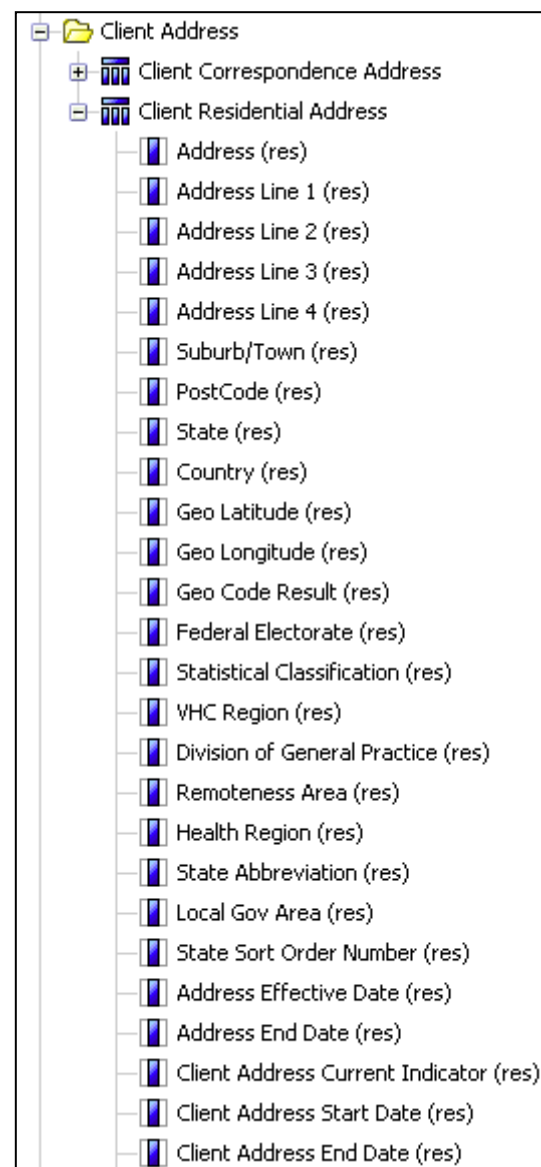 Client Address
Client Correspondence Address
Client Residential Address
Address (res)
Address Line 1 (res)
Address Line 2 (res)
Address Line 3 (res)
Address Line 4 (res)
Suburb/Town (res)
PostCode (res)
State (res)
Country (res)
Geo Latitude (res)
Geo Longitude (res)
Geo Code Result (res)
Federal Electorate (res)
Statistical Classification (res)
VHC Region (res)
Division of General Practice (res)
Remoteness Area (res)
Health Region (res)
State Abbreviation (res)
Local Gov Area (res)
State Sort Order Number (res)
Address Effective Date (res)
Address End Date (res)
Client Address Current Indicator (res)
Client Address Start Date (res)
Client Address End Date (res)